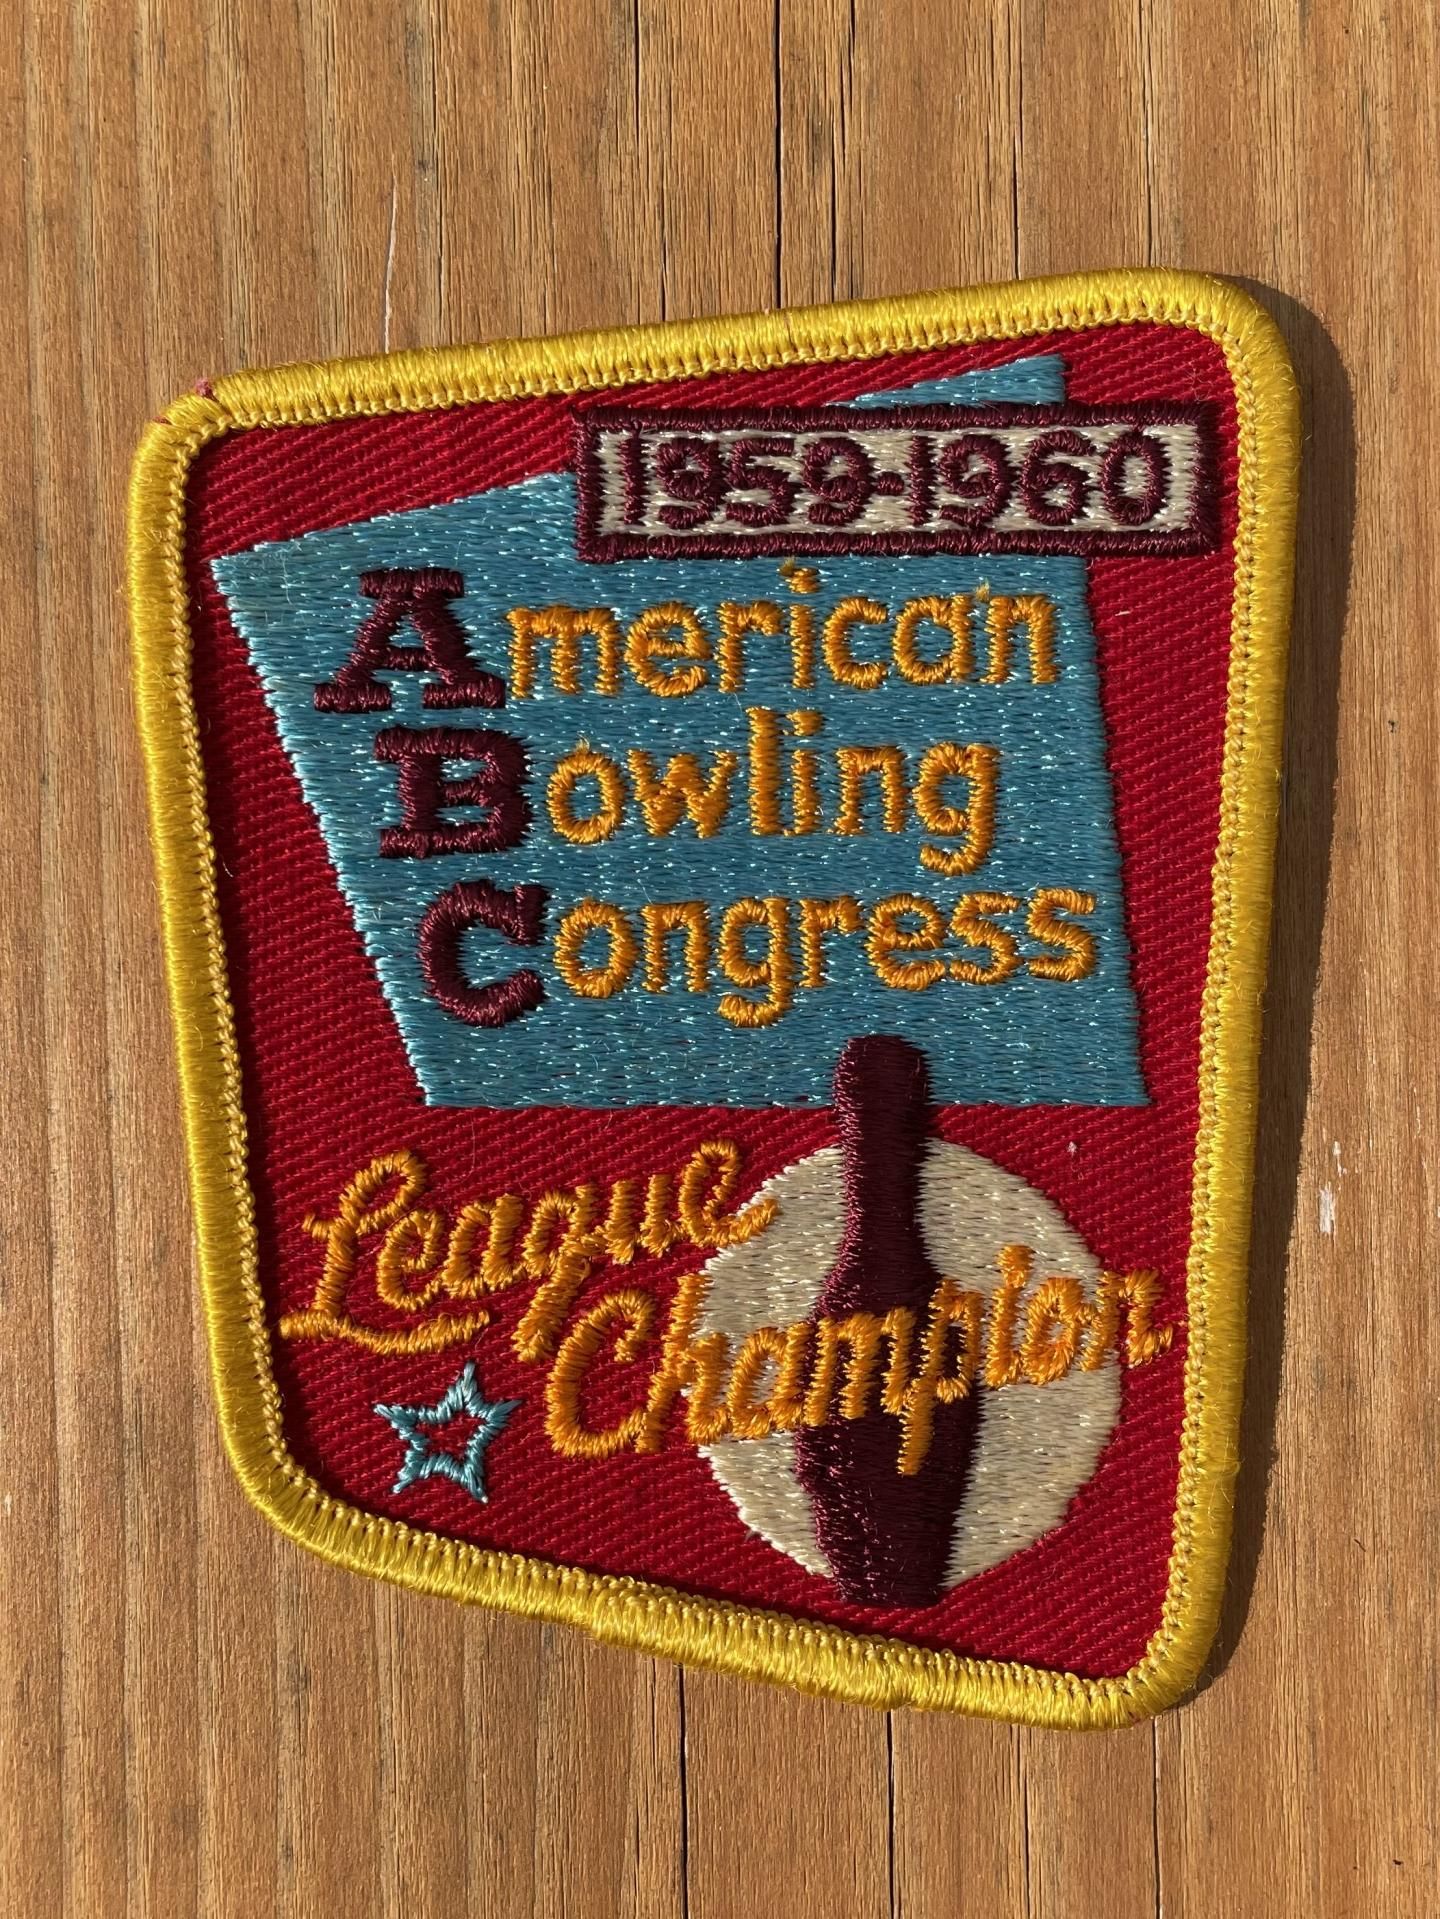 1959-1960
American
Bowling
Congress
League
Champion